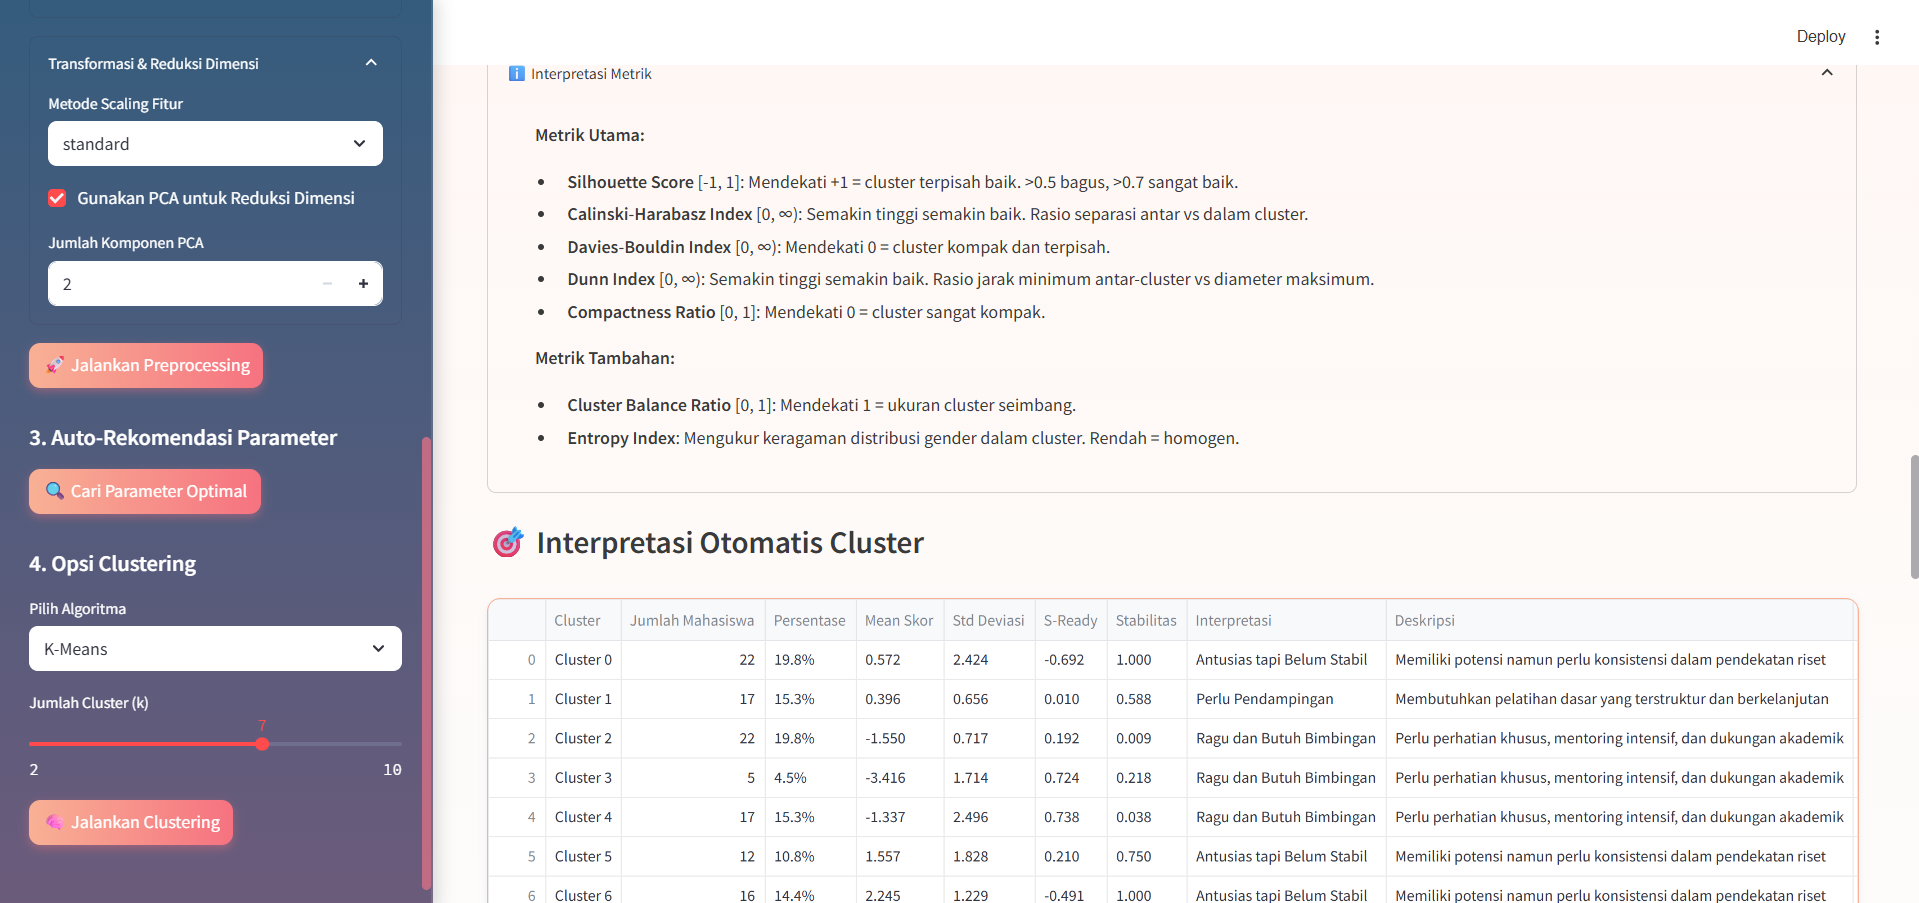 Transformasi & Reduksi Dimensi
Metode Scaling Fitur
standard
Gunakan PCA untuk Reduksi Dimensi
Jumlah Komponen PCA
2
Jalankan Preprocessing
3. Auto-Rekomendasi Parameter
Cari Parameter Optimal
4. Opsi Clustering
Pilih Algoritma
K-Means
Jumlah Cluster (k)
7
2 10
Jalankan Clustering
Deploy
Interpretasi Metrik
Metrik Utama:
• Silhouette Score [-1, 1]: Mendekati +1 = cluster terpisah baik. >0.5 bagus, >0.7 sangat baik.
• Calinski-Harabasz Index [0, ∞): Semakin tinggi semakin baik. Rasio separasi antar vs dalam cluster.
• Davies-Bouldin Index [0, ∞): Mendekati 0 = cluster kompak dan terpisah.
• Dunn Index [0, ∞): Semakin tinggi semakin baik. Rasio jarak minimum antar-cluster vs diameter maksimum.
• Compactness Ratio [0, 1]: Mendekati 0 = cluster sangat kompak.
Metrik Tambahan:
• Cluster Balance Ratio [0, 1]: Mendekati 1 = ukuran cluster seimbang.
• Entropy Index: Mengukur keragaman distribusi gender dalam cluster. Rendah = homogen.
Interpretasi Otomatis Cluster
Cluster Jumlah Mahasiswa Persentase Mean Skor Std Deviasi S-Ready Stabilitas Interpretasi Deskripsi
0 Cluster 0 22 19.8% 0.572 2.424 -0.692 1.000 Antusias tapi Belum Stabil Memiliki potensi namun perlu konsistensi dalam pendekatan riset
1 Cluster 1 17 15.3% 0.396 0.656 0.010 0.588 Perlu Pendampingan Membutuhkan pelatihan dasar yang terstruktur dan berkelanjutan
2 Cluster 2 22 19.8% -1.550 0.717 0.192 0.009 Ragu dan Butuh Bimbingan Perlu perhatian khusus, mentoring intensif, dan dukungan akademik
3 Cluster 3 5 4.5% -3.416 1.714 0.724 0.218 Ragu dan Butuh Bimbingan Perlu perhatian khusus, mentoring intensif, dan dukungan akademik
4 Cluster 4 17 15.3% -1.337 2.496 0.738 0.038 Ragu dan Butuh Bimbingan Perlu perhatian khusus, mentoring intensif, dan dukungan akademik
5 Cluster 5 12 10.8% 1.557 1.828 0.210 0.750 Antusias tapi Belum Stabil Memiliki potensi namun perlu konsistensi dalam pendekatan riset
6 Cluster 6 16 14.4% 2.245 1.229 -0.491 1.000 Antusias tapi Belum Stabil Memiliki potensi namun perlu konsistensi dalam pendekatan riset